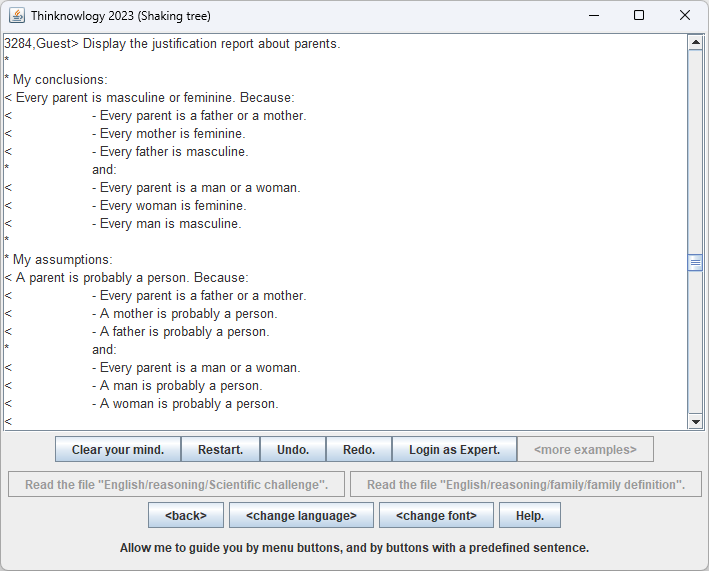 Thinknowlogy 2023 (Shaking tree)
3284,Guest> Display the justification report about parents.
*
* My conclusions:
< Every parent is masculine or feminine. Because:
< - Every parent is a father or a mother.
< - Every mother is feminine.
< - Every father is masculine.
* and:
< - Every parent is a man or a woman.
< - Every woman is feminine.
< - Every man is masculine.
*
* My assumptions:
< A parent is probably a person. Because:
< - Every parent is a father or a mother.
< - A mother is probably a person.
< - A father is probably a person.
* and:
< - Every parent is a man or a woman.
< - A man is probably a person.
< - A woman is probably a person.
<
Clear your mind. Restart. Undo. Redo. Login as Expert. <more examples>
Read the file "English/reasoning/Scientific challenge". Read the file "English/reasoning/family/family definition".
<back> <change language> <change font> Help.
Allow me to guide you by menu buttons, and by buttons with a predefined sentence.